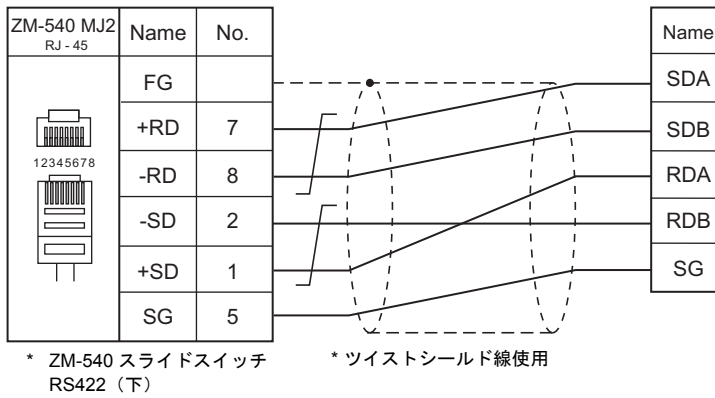 ZM-540 MJ2
RJ - 45
Name
No.
Name
FG
SDA
+RD
7
SDB
12345678
-RD
8
RDA
-SD
2
RDB
+SD
1
SG
SG
5
* ZM-540 スライドスイッチ
RS422（下）
* ツイストシールド線使用